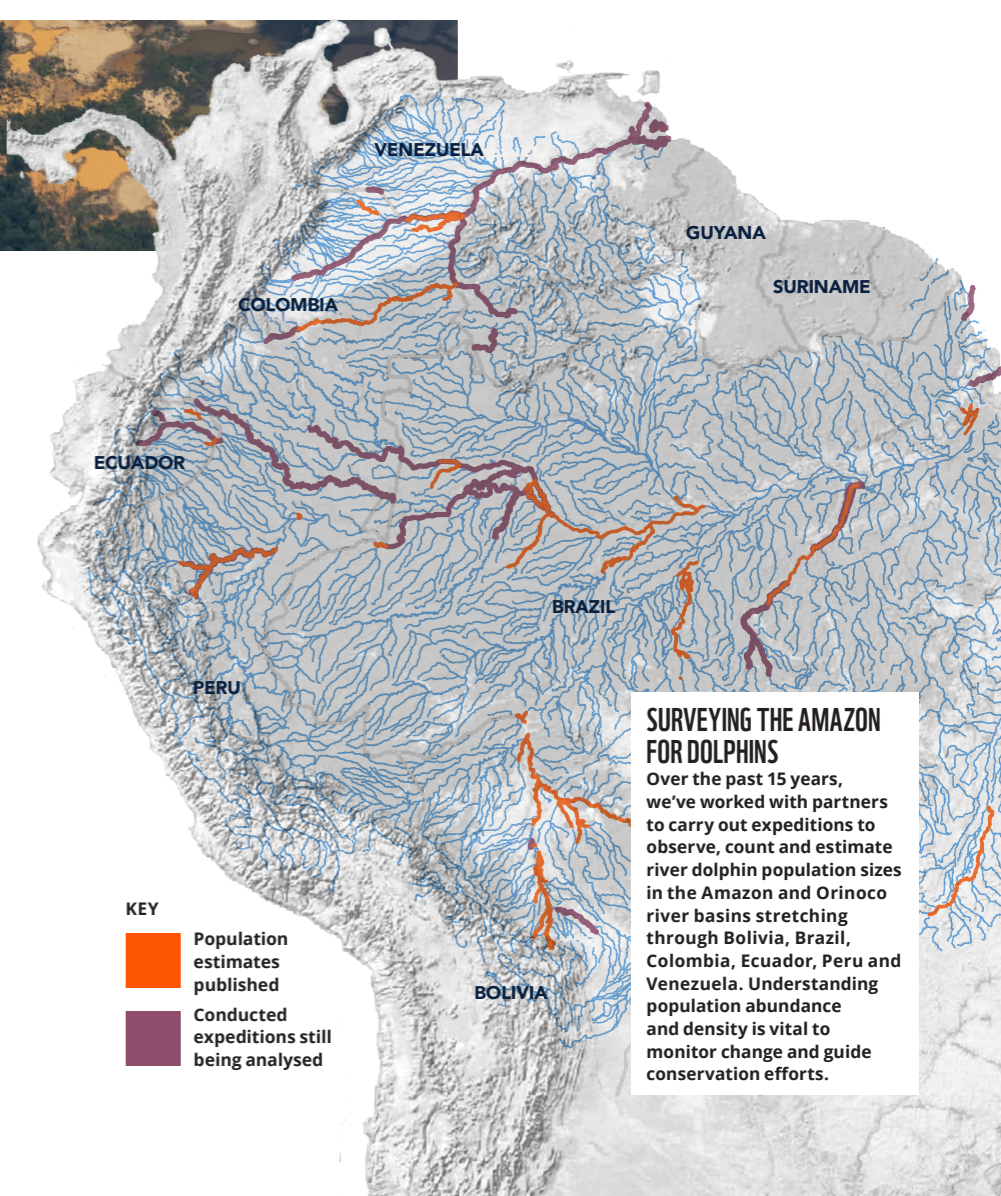 VENEZUELA
GUYANA
SURINAME
COLOMBIA
ECUADOR
BRAZIL
PERU
BOLIVIA
SURVEYING THE AMAZON
FOR DOLPHINS
Over the past 15 years,
we’ve worked with partners
to carry out expeditions to
observe, count and estimate
river dolphin population sizes
in the Amazon and Orinoco
river basins stretching
through Bolivia, Brazil,
Colombia, Ecuador, Peru and
Venezuela. Understanding
population abundance
and density is vital to
monitor change and guide
conservation efforts.
KEY
Population
estimates
published
Conducted
expeditions still
being analysed